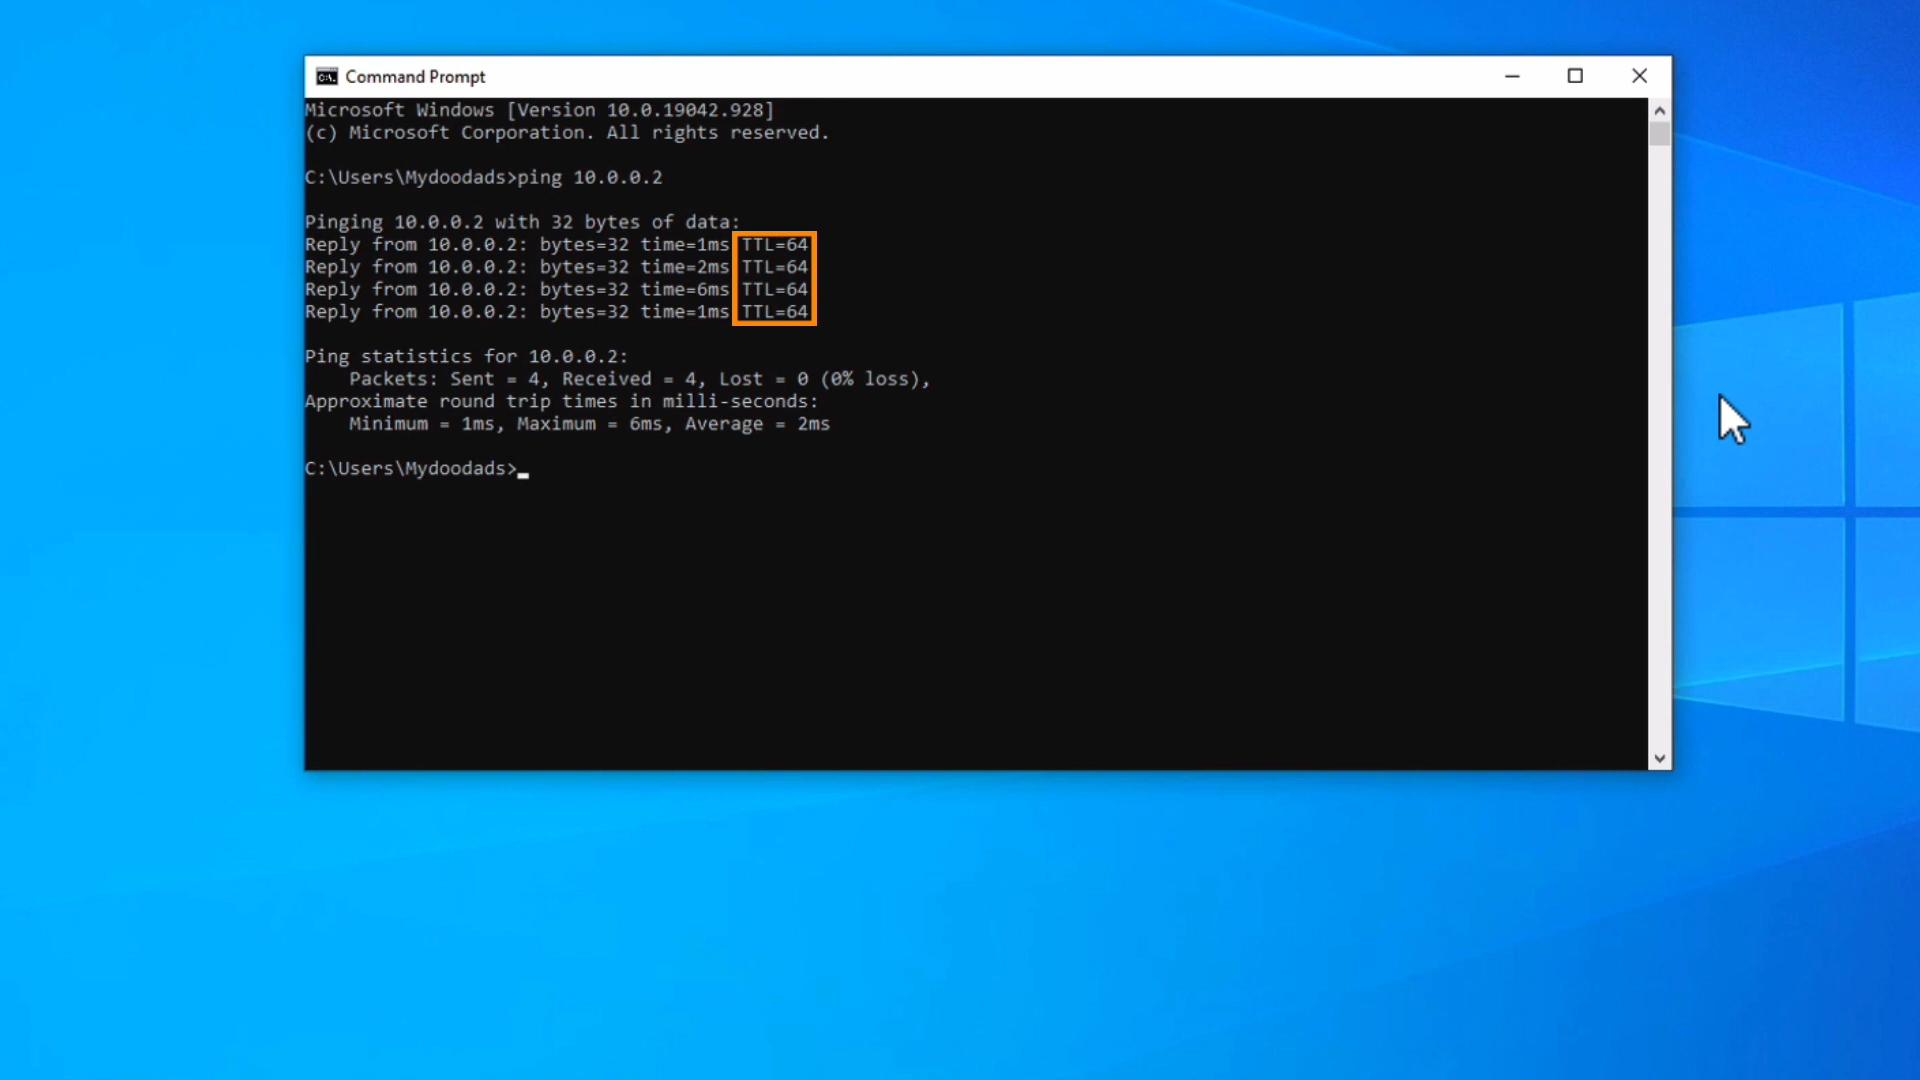 Command Prompt
Microsoft Windows [Version 10.0.19042.928]
(c) Microsoft Corporation. All rights reserved.
C:\Users\Mydoodads>ping 10.0.0.2
Pinging 10.0.0.2 with 32 bytes of data:
Reply from 10.0.0.2: bytes=32 time=1ms TTL=64
Reply from 10.0.0.2: bytes=32 time=2ms TTL=64
Reply from 10.0.0.2: bytes=32 time=6ms TTL=64
Reply from 10.0.0.2: bytes=32 time=1ms TTL=64
Ping statistics for 10.0.0.2:
    Packets: Sent = 4, Received = 4, Lost = 0 (0% loss),
Approximate round trip times in milli-seconds:
    Minimum = 1ms, Maximum = 6ms, Average = 2ms
C:\Users\Mydoodads>